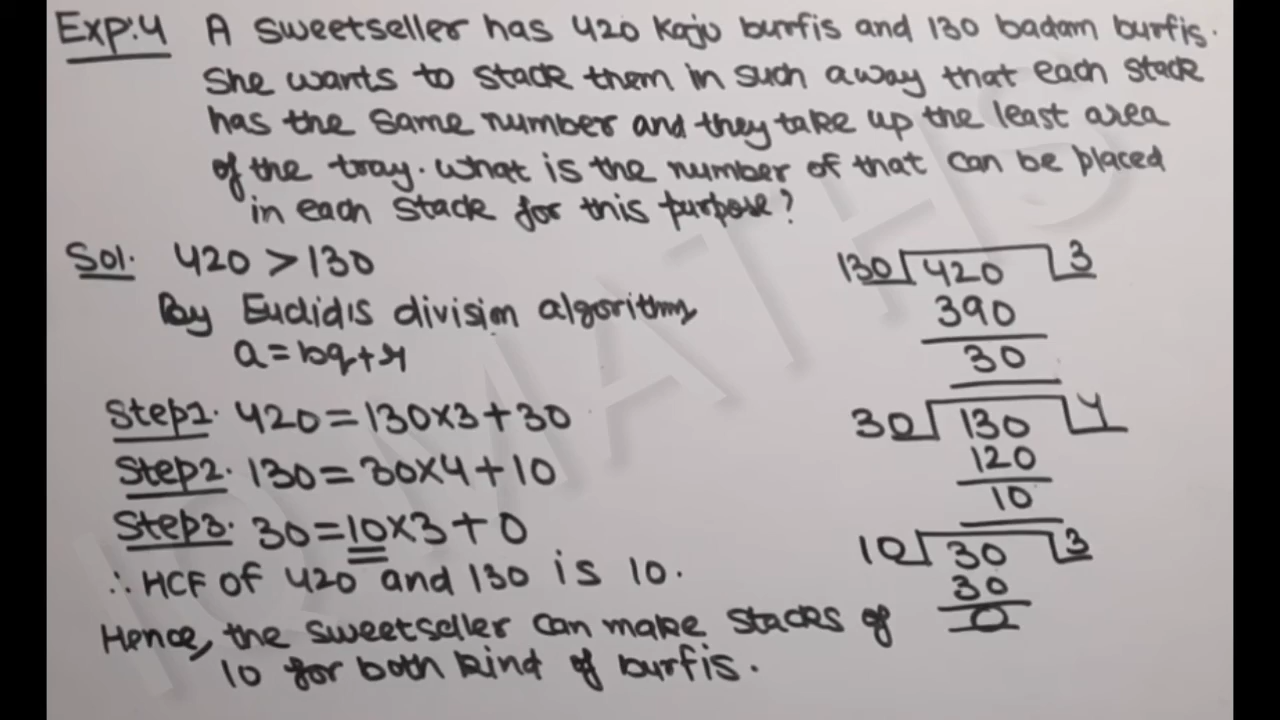 Exp:4 A sweetseller has 420 Kaju burfis and 130 badam burfis.
She wants to stack them in such a way that each stack
has the same number and they take up the least area
of the tray. What is the number of that can be placed
in each stack for this purpose?
Sol. 420 > 130
By Euclid's division algorithm,
a = bq + r
Step1. 420 = 130×3 + 30
Step2. 130 = 30×4 + 10
Step3. 30 = 10×3 + 0
∴ HCF of 420 and 130 is 10.
Hence, the sweetseller can make stacks of
10 for both kind of burfis.
130 420 3
390
30
30 130 4
120
10
10 30 3
30
0
IQ MATHS